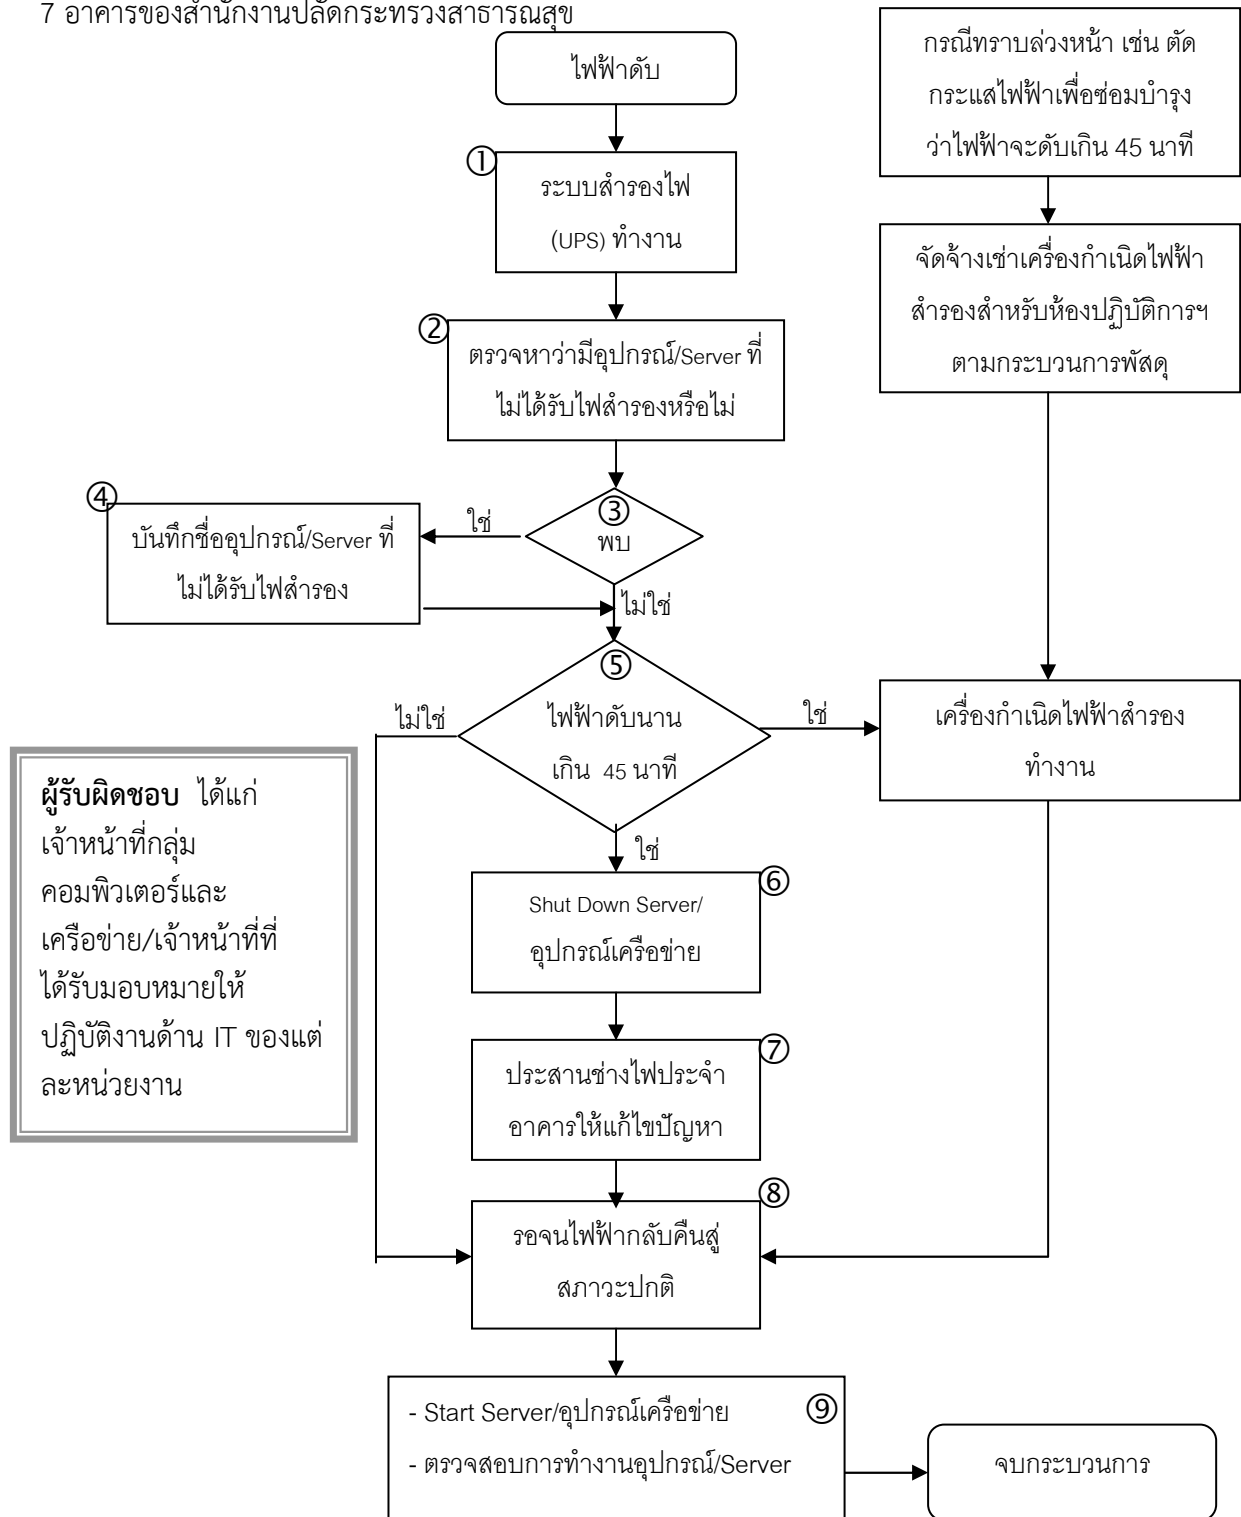 7 อาคารของสำนักงานปลัดกระทรวงสาธารณสุข
ไฟฟ้าดับ
กรณีทราบล่วงหน้า เช่น ตัด
กระแสไฟฟ้าเพื่อซ่อมบำรุง
ว่าไฟฟ้าจะดับเกิน 45 นาที
①
ระบบสำรองไฟ
(UPS) ทำงาน
จัดจ้างเช่าเครื่องกำเนิดไฟฟ้า
สำรองสำหรับห้องปฏิบัติการฯ
ตามกระบวนการพัสดุ
②
ตรวจหาว่ามีอุปกรณ์/Server ที่
ไม่ได้รับไฟสำรองหรือไม่
③
พบ
ใช่
④
บันทึกชื่ออุปกรณ์/Server ที่
ไม่ได้รับไฟสำรอง
ไม่ใช่
⑤
ไฟฟ้าดับนาน
เกิน 45 นาที
ไม่ใช่
ใช่
เครื่องกำเนิดไฟฟ้าสำรอง
ทำงาน
ผู้รับผิดชอบ ได้แก่
เจ้าหน้าที่กลุ่ม
คอมพิวเตอร์และ
เครือข่าย/เจ้าหน้าที่ที่
ได้รับมอบหมายให้
ปฏิบัติงานด้าน IT ของแต่
ละหน่วยงาน
ใช่
⑥
Shut Down Server/
อุปกรณ์เครือข่าย
⑦
ประสานช่างไฟประจำ
อาคารให้แก้ไขปัญหา
⑧
รอจนไฟฟ้ากลับคืนสู่
สภาวะปกติ
⑨
- Start Server/อุปกรณ์เครือข่าย
- ตรวจสอบการทำงานอุปกรณ์/Server
จบกระบวนการ